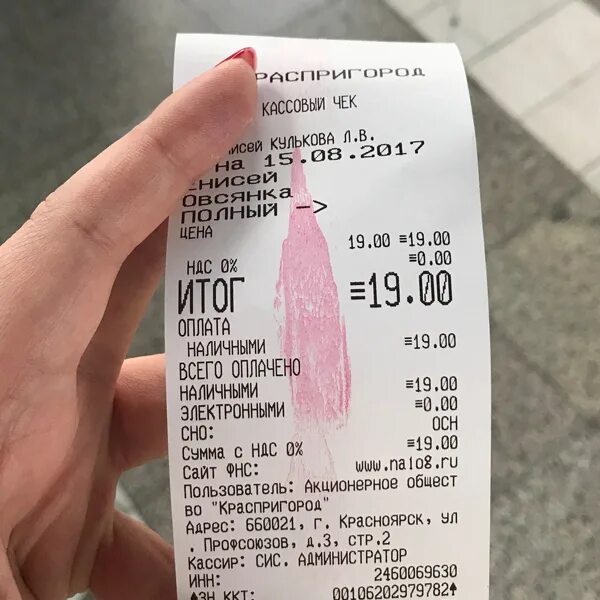 РАСПРИГОРОД
КАССОВЫЙ ЧЕК
исей КУЛЬКОВА Л.В.
на 15.08.2017
ЕНИСЕЙ
ОВСЯНКА
ПОЛНЫЙ ->
ЦЕНА
19.00 ≡19.00
НДС 0% ≡0.00
ИТОГ ≡19.00
ОПЛАТА
НАЛИЧНЫМИ ≡19.00
ВСЕГО ОПЛАЧЕНО
НАЛИЧНЫМИ ≡19.00
ЭЛЕКТРОННЫМИ ≡0.00
СНО: ОСН
Сумма с НДС 0% ≡19.00
Сайт ФНС: www.nalog.ru
Пользователь: Акционерное общест
во "Краспригород"
Адрес: 660021, г. Красноярск, ул
. Профсоюзов, д.3, стр.2
Кассир: СИС. АДМИНИСТРАТОР
ИНН: 2460069630
♠ЗН ККТ: 00106202979782♠